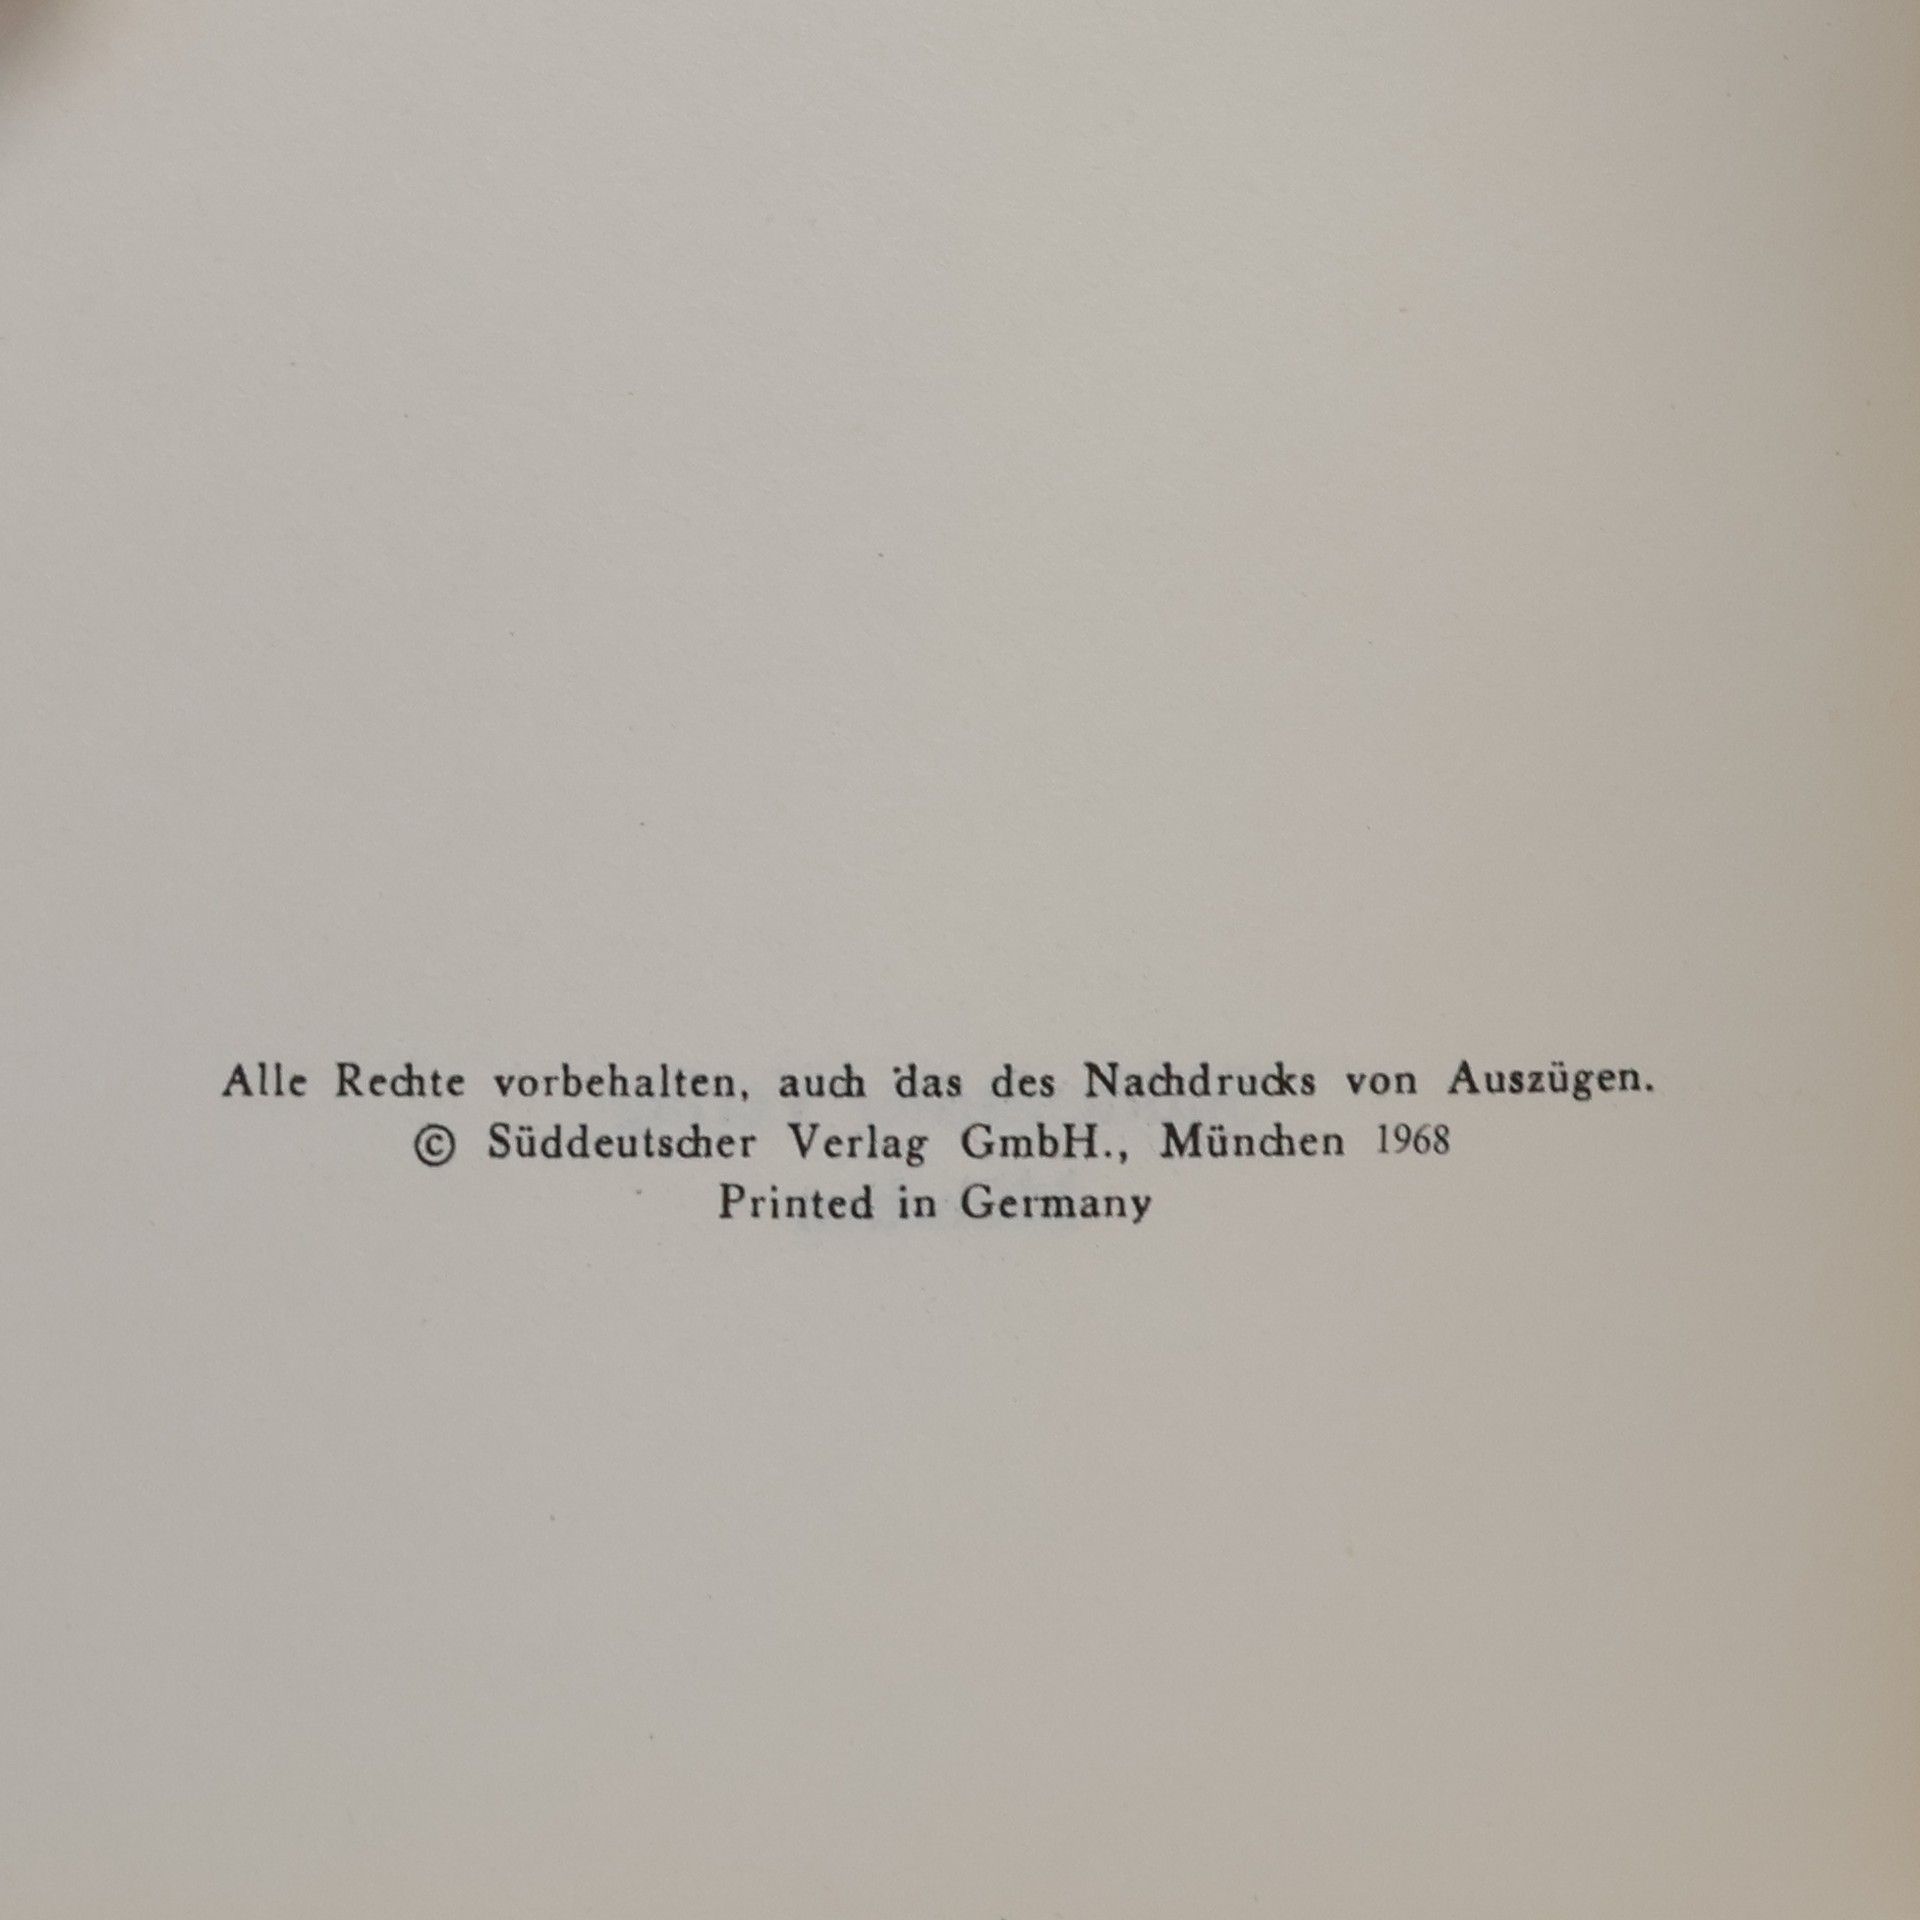 Alle Rechte vorbehalten, auch das des Nachdrucks von Auszügen.
© Süddeutscher Verlag GmbH., München 1968
Printed in Germany